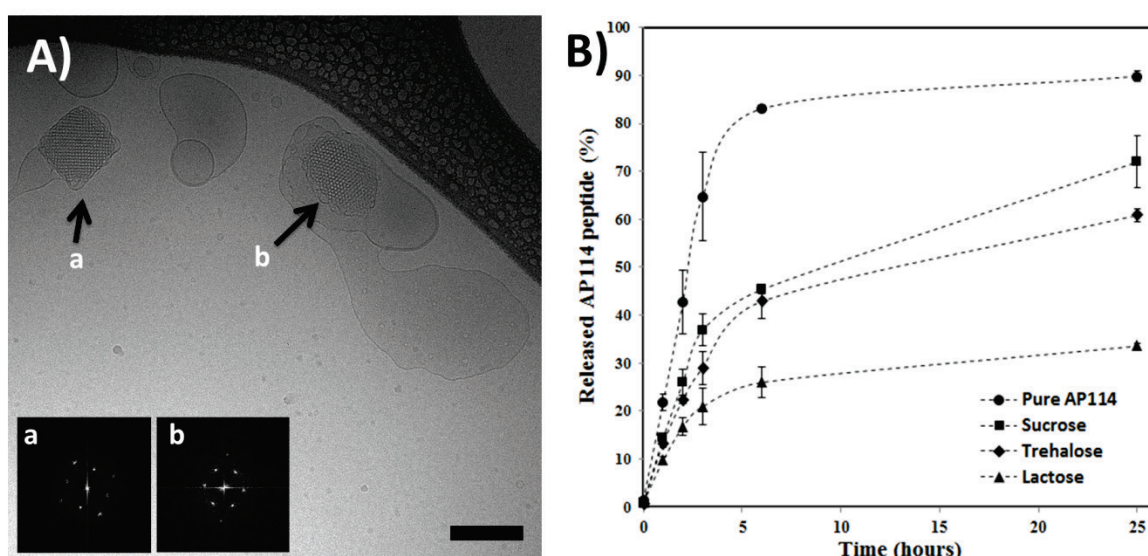 A)
a
b
a
b
B)
100
90
80
70
60
50
40
30
20
10
0
Released AP114 peptide (%)
Pure AP114
Sucrose
Trehalose
Lactose
0
5
10
15
20
25
Time (hours)